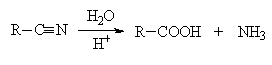 R—C≡N H₂O R—COOH + NH₃
H⁺